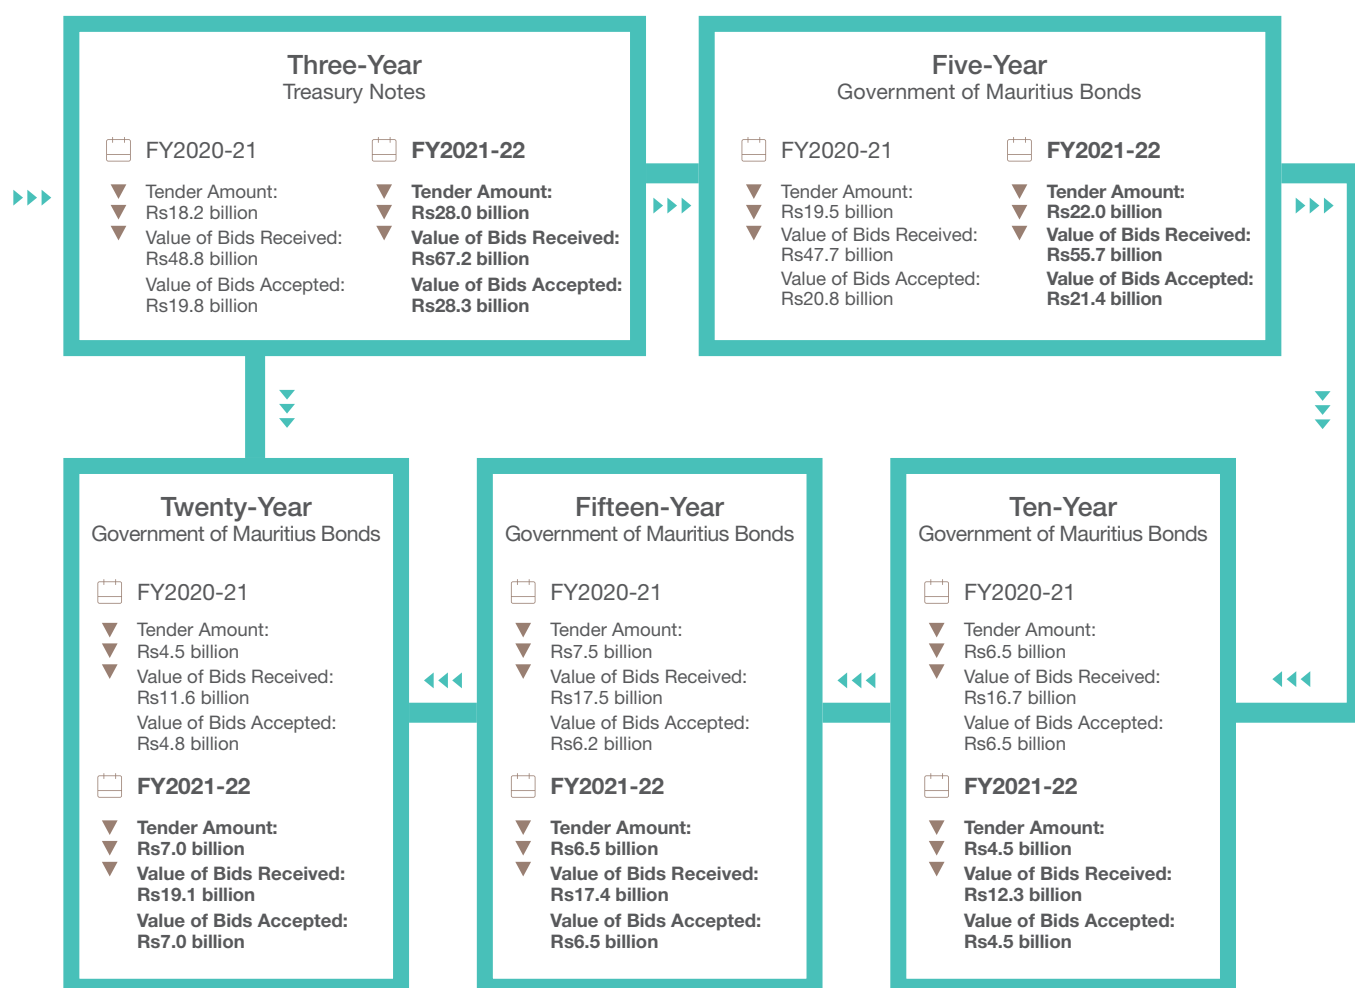 Three-Year
Treasury Notes
FY2020-21
Tender Amount:
Rs18.2 billion
Value of Bids Received:
Rs48.8 billion
Value of Bids Accepted:
Rs19.8 billion
FY2021-22
Tender Amount:
Rs28.0 billion
Value of Bids Received:
Rs67.2 billion
Value of Bids Accepted:
Rs28.3 billion
Five-Year
Government of Mauritius Bonds
FY2020-21
Tender Amount:
Rs19.5 billion
Value of Bids Received:
Rs47.7 billion
Value of Bids Accepted:
Rs20.8 billion
FY2021-22
Tender Amount:
Rs22.0 billion
Value of Bids Received:
Rs55.7 billion
Value of Bids Accepted:
Rs21.4 billion
Twenty-Year
Government of Mauritius Bonds
FY2020-21
Tender Amount:
Rs4.5 billion
Value of Bids Received:
Rs11.6 billion
Value of Bids Accepted:
Rs4.8 billion
FY2021-22
Tender Amount:
Rs7.0 billion
Value of Bids Received:
Rs19.1 billion
Value of Bids Accepted:
Rs7.0 billion
Fifteen-Year
Government of Mauritius Bonds
FY2020-21
Tender Amount:
Rs7.5 billion
Value of Bids Received:
Rs17.5 billion
Value of Bids Accepted:
Rs6.2 billion
FY2021-22
Tender Amount:
Rs6.5 billion
Value of Bids Received:
Rs17.4 billion
Value of Bids Accepted:
Rs6.5 billion
Ten-Year
Government of Mauritius Bonds
FY2020-21
Tender Amount:
Rs6.5 billion
Value of Bids Received:
Rs16.7 billion
Value of Bids Accepted:
Rs6.5 billion
FY2021-22
Tender Amount:
Rs4.5 billion
Value of Bids Received:
Rs12.3 billion
Value of Bids Accepted:
Rs4.5 billion